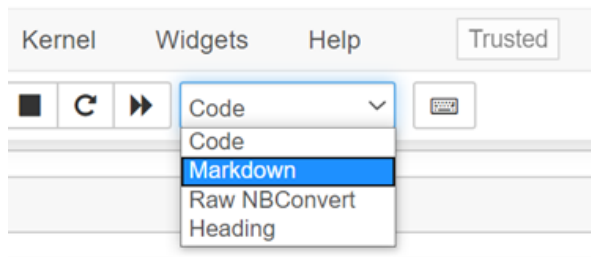 Kernel Widgets Help Trusted
Code
Code
Markdown
Raw NBConvert
Heading